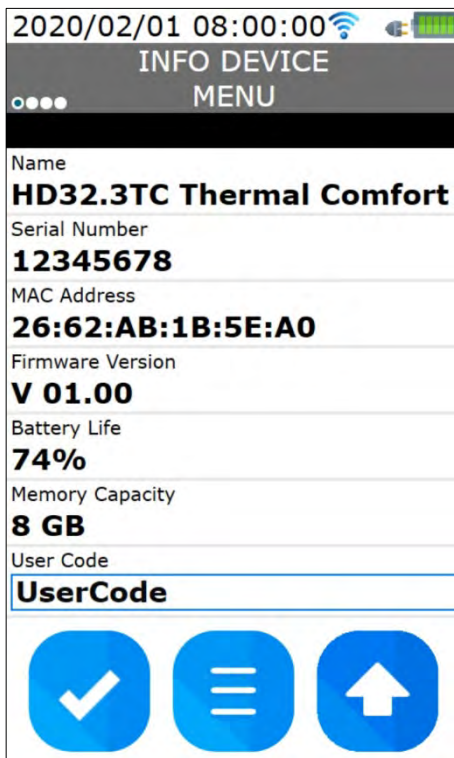 2020/02/01 08:00:00
INFO DEVICE
MENU
Name
HD32.3TC Thermal Comfort
Serial Number
12345678
MAC Address
26:62:AB:1B:5E:A0
Firmware Version
V 01.00
Battery Life
74%
Memory Capacity
8 GB
User Code
UserCode